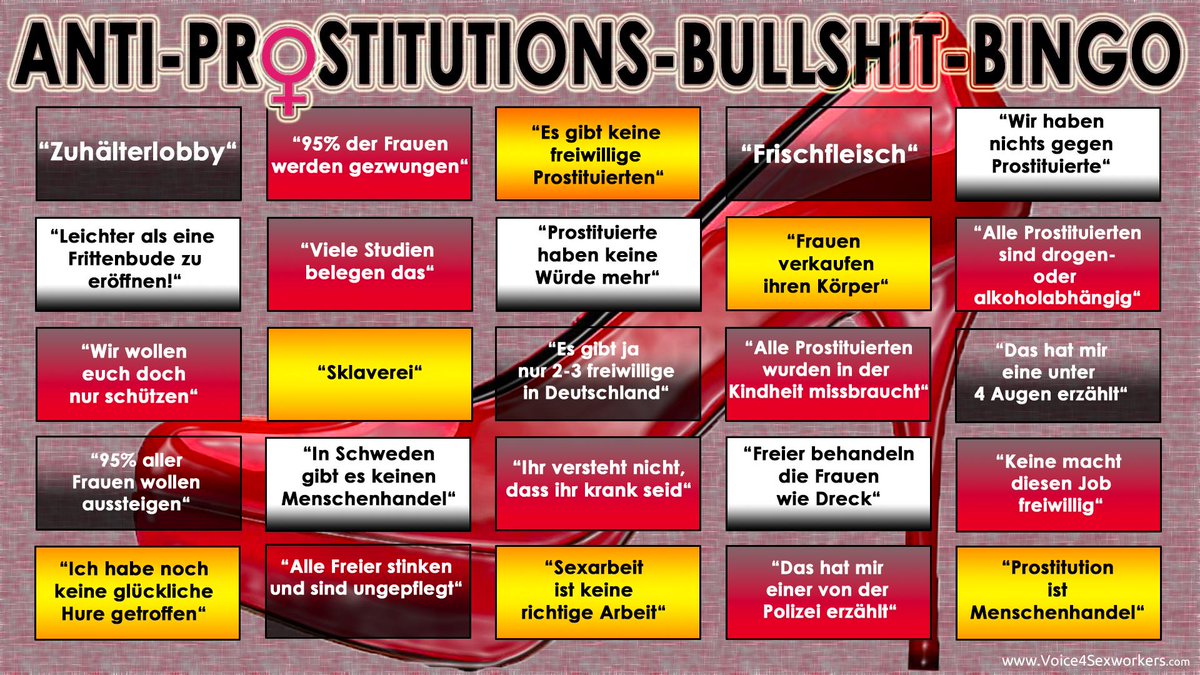 ANTI-PROSTITUTIONS-BULLSHIT-BINGO
“Zuhälterlobby“
“95% der Frauen
werden gezwungen“
“Es gibt keine
freiwillige
Prostituierten“
“Frischfleisch“
“Wir haben
nichts gegen
Prostituierte“
“Leichter als eine
Frittenbude zu
eröffnen!“
“Viele Studien
belegen das“
“Prostituierte
haben keine
Würde mehr“
“Frauen
verkaufen
ihren Körper“
“Alle Prostituierten
sind drogen-
oder
alkoholabhängig“
“Wir wollen
euch doch
nur schützen“
“Sklaverei“
“Es gibt ja
nur 2-3 freiwillige
in Deutschland“
“Alle Prostituierten
wurden in der
Kindheit missbraucht“
“Das hat mir
eine unter
4 Augen erzählt“
“95% aller
Frauen wollen
aussteigen“
“In Schweden
gibt es keinen
Menschenhandel“
“Ihr versteht nicht,
dass ihr krank seid“
“Freier behandeln
die Frauen
wie Dreck“
“Keine macht
diesen Job
freiwillig“
“Ich habe noch
keine glückliche
Hure getroffen“
“Alle Freier stinken
und sind ungepflegt“
“Sexarbeit
ist keine
richtige Arbeit“
“Das hat mir
einer von der
Polizei erzählt“
“Prostitution
ist
Menschenhandel“
www.Voice4Sexworkers.com